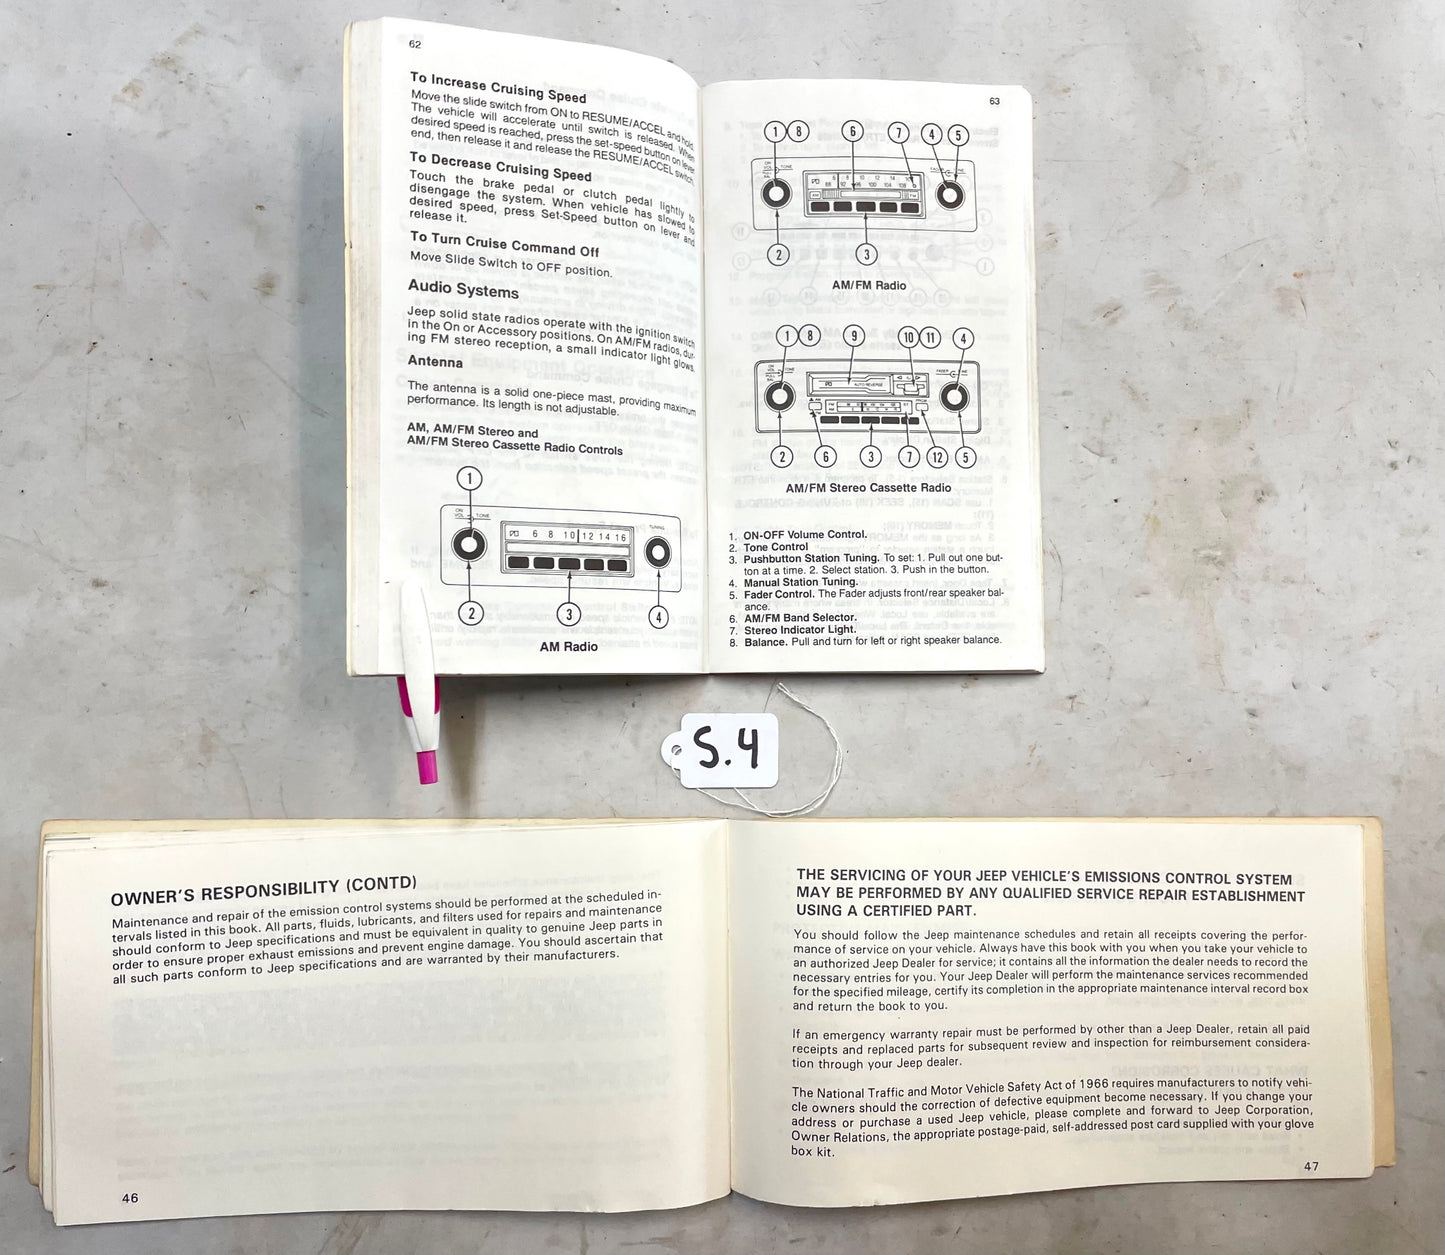 62
To Increase Cruising Speed
Move the slide switch from ON to RESUME/ACCEL and hold.
The vehicle will accelerate until switch is released. When
desired speed is reached, press the set-speed button on lever
end, then release it and release the RESUME/ACCEL switch.
To Decrease Cruising Speed
Touch the brake pedal or clutch pedal lightly to
disengage the system. When vehicle has slowed to
desired speed, press Set-Speed button on lever and
release it.
To Turn Cruise Command Off
Move Slide Switch to OFF position.
Audio Systems
Jeep solid state radios operate with the ignition switch
in the On or Accessory positions. On AM/FM radios, dur-
ing FM stereo reception, a small indicator light glows.
Antenna
The antenna is a solid one-piece mast, providing maximum
performance. Its length is not adjustable.
AM, AM/FM Stereo and
AM/FM Stereo Cassette Radio Controls
1
ON
VOL TONE
TUNING
6 8 10 12 14 16
2 3 4
AM Radio
63
1 8 6 7 4 5
2 3
AM/FM Radio
1 8 9 10 11 4
AUTO REVERSE
2 6 3 7 12 5
AM/FM Stereo Cassette Radio
1. ON-OFF Volume Control.
2. Tone Control
3. Pushbutton Station Tuning. To set: 1. Pull out one but-
ton at a time. 2. Select station. 3. Push in the button.
4. Manual Station Tuning.
5. Fader Control. The Fader adjusts front/rear speaker bal-
ance.
6. AM/FM Band Selector.
7. Stereo Indicator Light.
8. Balance. Pull and turn for left or right speaker balance.
S.4
OWNER'S RESPONSIBILITY (CONTD)
Maintenance and repair of the emission control systems should be performed at the scheduled in-
tervals listed in this book. All parts, fluids, lubricants, and filters used for repairs and maintenance
should conform to Jeep specifications and must be equivalent in quality to genuine Jeep parts in
order to ensure proper exhaust emissions and prevent engine damage. You should ascertain that
all such parts conform to Jeep specifications and are warranted by their manufacturers.
46
THE SERVICING OF YOUR JEEP VEHICLE'S EMISSIONS CONTROL SYSTEM
MAY BE PERFORMED BY ANY QUALIFIED SERVICE REPAIR ESTABLISHMENT
USING A CERTIFIED PART.
You should follow the Jeep maintenance schedules and retain all receipts covering the perfor-
mance of service on your vehicle. Always have this book with you when you take your vehicle to
an authorized Jeep Dealer for service; it contains all the information the dealer needs to record the
necessary entries for you. Your Jeep Dealer will perform the maintenance services recommended
for the specified mileage, certify its completion in the appropriate maintenance interval record box
and return the book to you.
If an emergency warranty repair must be performed by other than a Jeep Dealer, retain all paid
receipts and replaced parts for subsequent review and inspection for reimbursement considera-
tion through your Jeep dealer.
The National Traffic and Motor Vehicle Safety Act of 1966 requires manufacturers to notify vehi-
cle owners should the correction of defective equipment become necessary. If you change your
address or purchase a used Jeep vehicle, please complete and forward to Jeep Corporation,
Owner Relations, the appropriate postage-paid, self-addressed post card supplied with your glove
box kit.
47